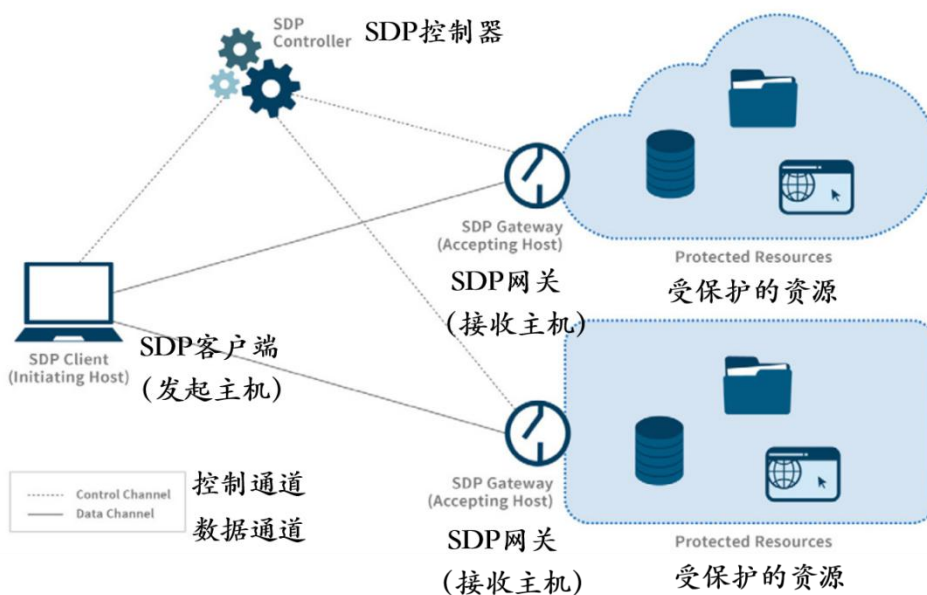 SDP
Controller
SDP控制器
SDP Gateway
(Accepting Host)
SDP网关
(接收主机)
Protected Resources
受保护的资源
SDP Client
(Initiating Host)
SDP客户端
(发起主机)
Control Channel
控制通道
Data Channel
数据通道
SDP Gateway
(Accepting Host)
SDP网关
(接收主机)
Protected Resources
受保护的资源